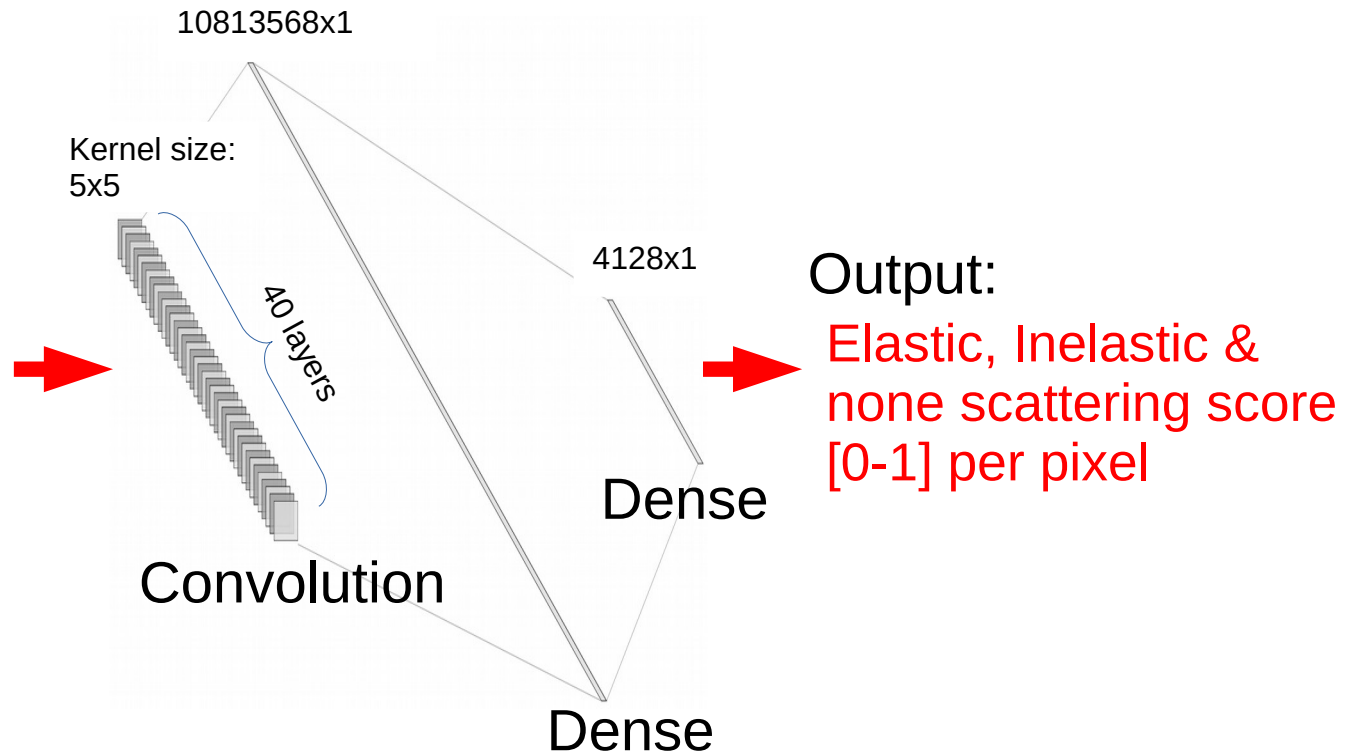 10813568x1
Kernel size:
5x5
40 layers
4128x1
Output:
Elastic, Inelastic &
none scattering score
[0-1] per pixel
Dense
Convolution
Dense